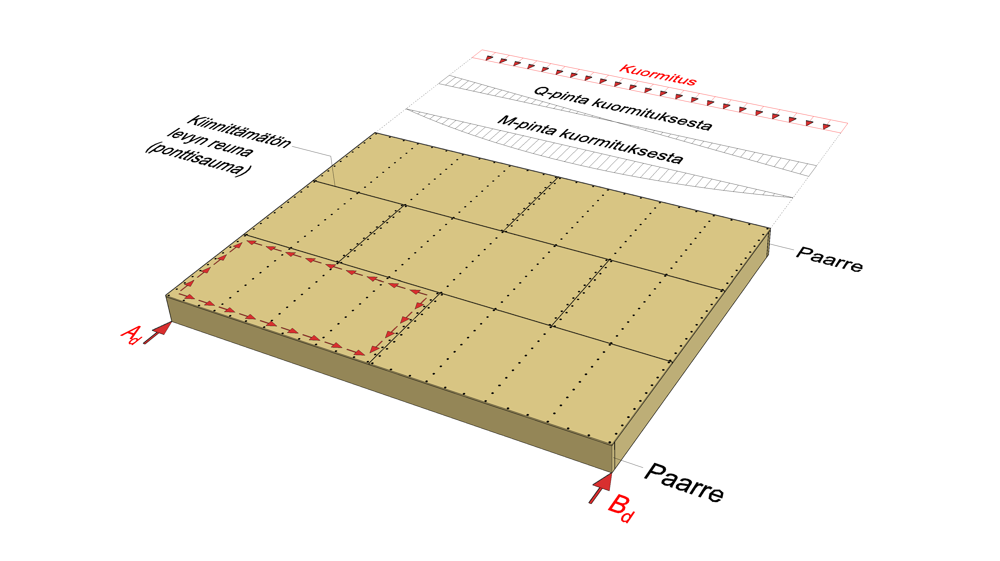 Kuormitus
Q-pinta kuormituksesta
M-pinta kuormituksesta
Kiinnittämätön
levyn reuna
(ponttisauma)
Paarre
A_d
Paarre
B_d